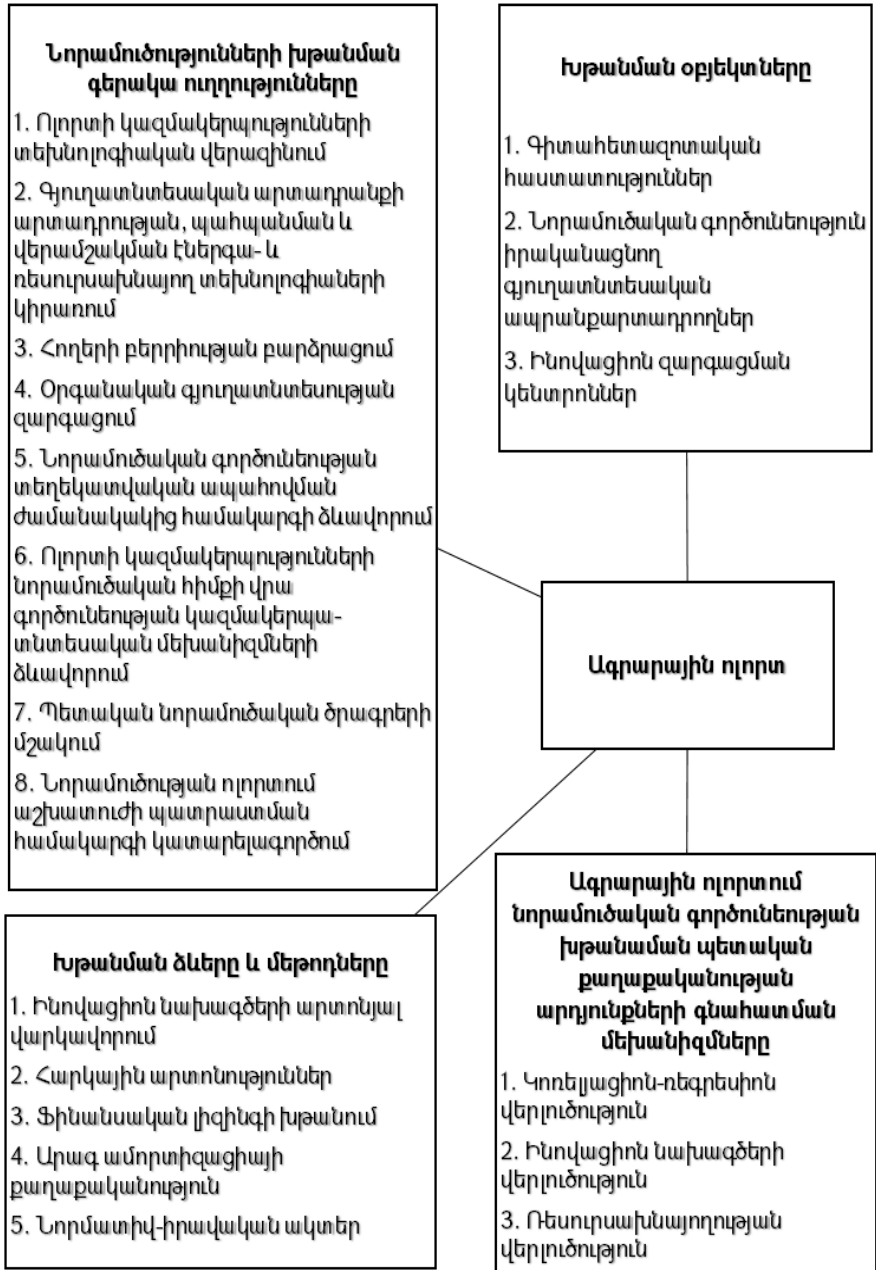 Նորամուծությունների խթանման
գերակա ուղղությունները
1. Ոլորտի կազմակերպությունների
տեխնոլոգիական վերազինում
2. Գյուղատնտեսական արտադրանքի
արտադրության, պահպանման և
վերամշակման էներգա- և
ռեսուրսախնայող տեխնոլոգիաների
կիրառում
3. Հողերի բերրիության բարձրացում
4. Օրգանական գյուղատնտեսության
զարգացում
5. Նորամուծական գործունեության
տեղեկատվական ապահովման
ժամանակակից համակարգի ձևավորում
6. Ոլորտի կազմակերպությունների
նորամուծական հիմքի վրա
գործունեության կազմակերպա-
տնտեսական մեխանիզմների
ձևավորում
7. Պետական նորամուծական ծրագրերի
մշակում
8. Նորամուծության ոլորտում
աշխատուժի պատրաստման
համակարգի կատարելագործում
Խթանման օբյեկտները
1. Գիտահետազոտական
հաստատություններ
2. Նորամուծական գործունեություն
իրականացնող
գյուղատնտեսական
ապրանքարտադրողներ
3. Ինովացիոն զարգացման
կենտրոններ
Ագրարային ոլորտ
Խթանման ձևերը և մեթոդները
1. Ինովացիոն նախագծերի արտոնյալ
վարկավորում
2. Հարկային արտոնություններ
3. Ֆինանսական լիզինգի խթանում
4. Արագ ամորտիզացիայի
քաղաքականություն
5. Նորմատիվ-իրավական ակտեր
Ագրարային ոլորտում
նորամուծական գործունեության
խթանաման պետական
քաղաքականության
արդյունքների գնահատման
մեխանիզմները
1. Կոռելյացիոն-ռեգրեսիոն
վերլուծություն
2. Ինովացիոն նախագծերի
վերլուծություն
3. Ռեսուրսախնայողության
վերլուծություն